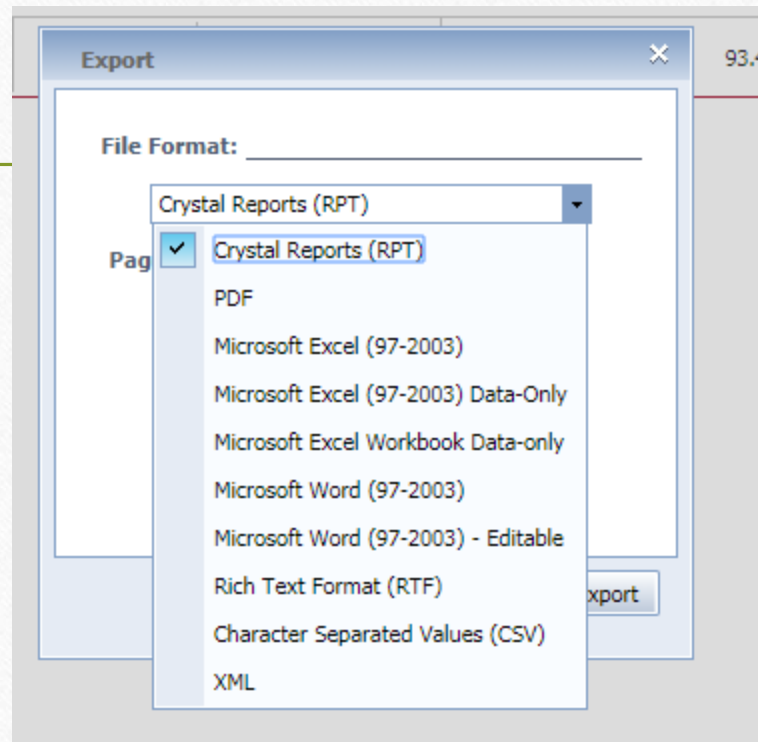 Export
93.4
File Format:
Crystal Reports (RPT)
Crystal Reports (RPT)
Pag
PDF
Microsoft Excel (97-2003)
Microsoft Excel (97-2003) Data-Only
Microsoft Excel Workbook Data-only
Microsoft Word (97-2003)
Microsoft Word (97-2003) - Editable
Rich Text Format (RTF)
xport
Character Separated Values (CSV)
XML